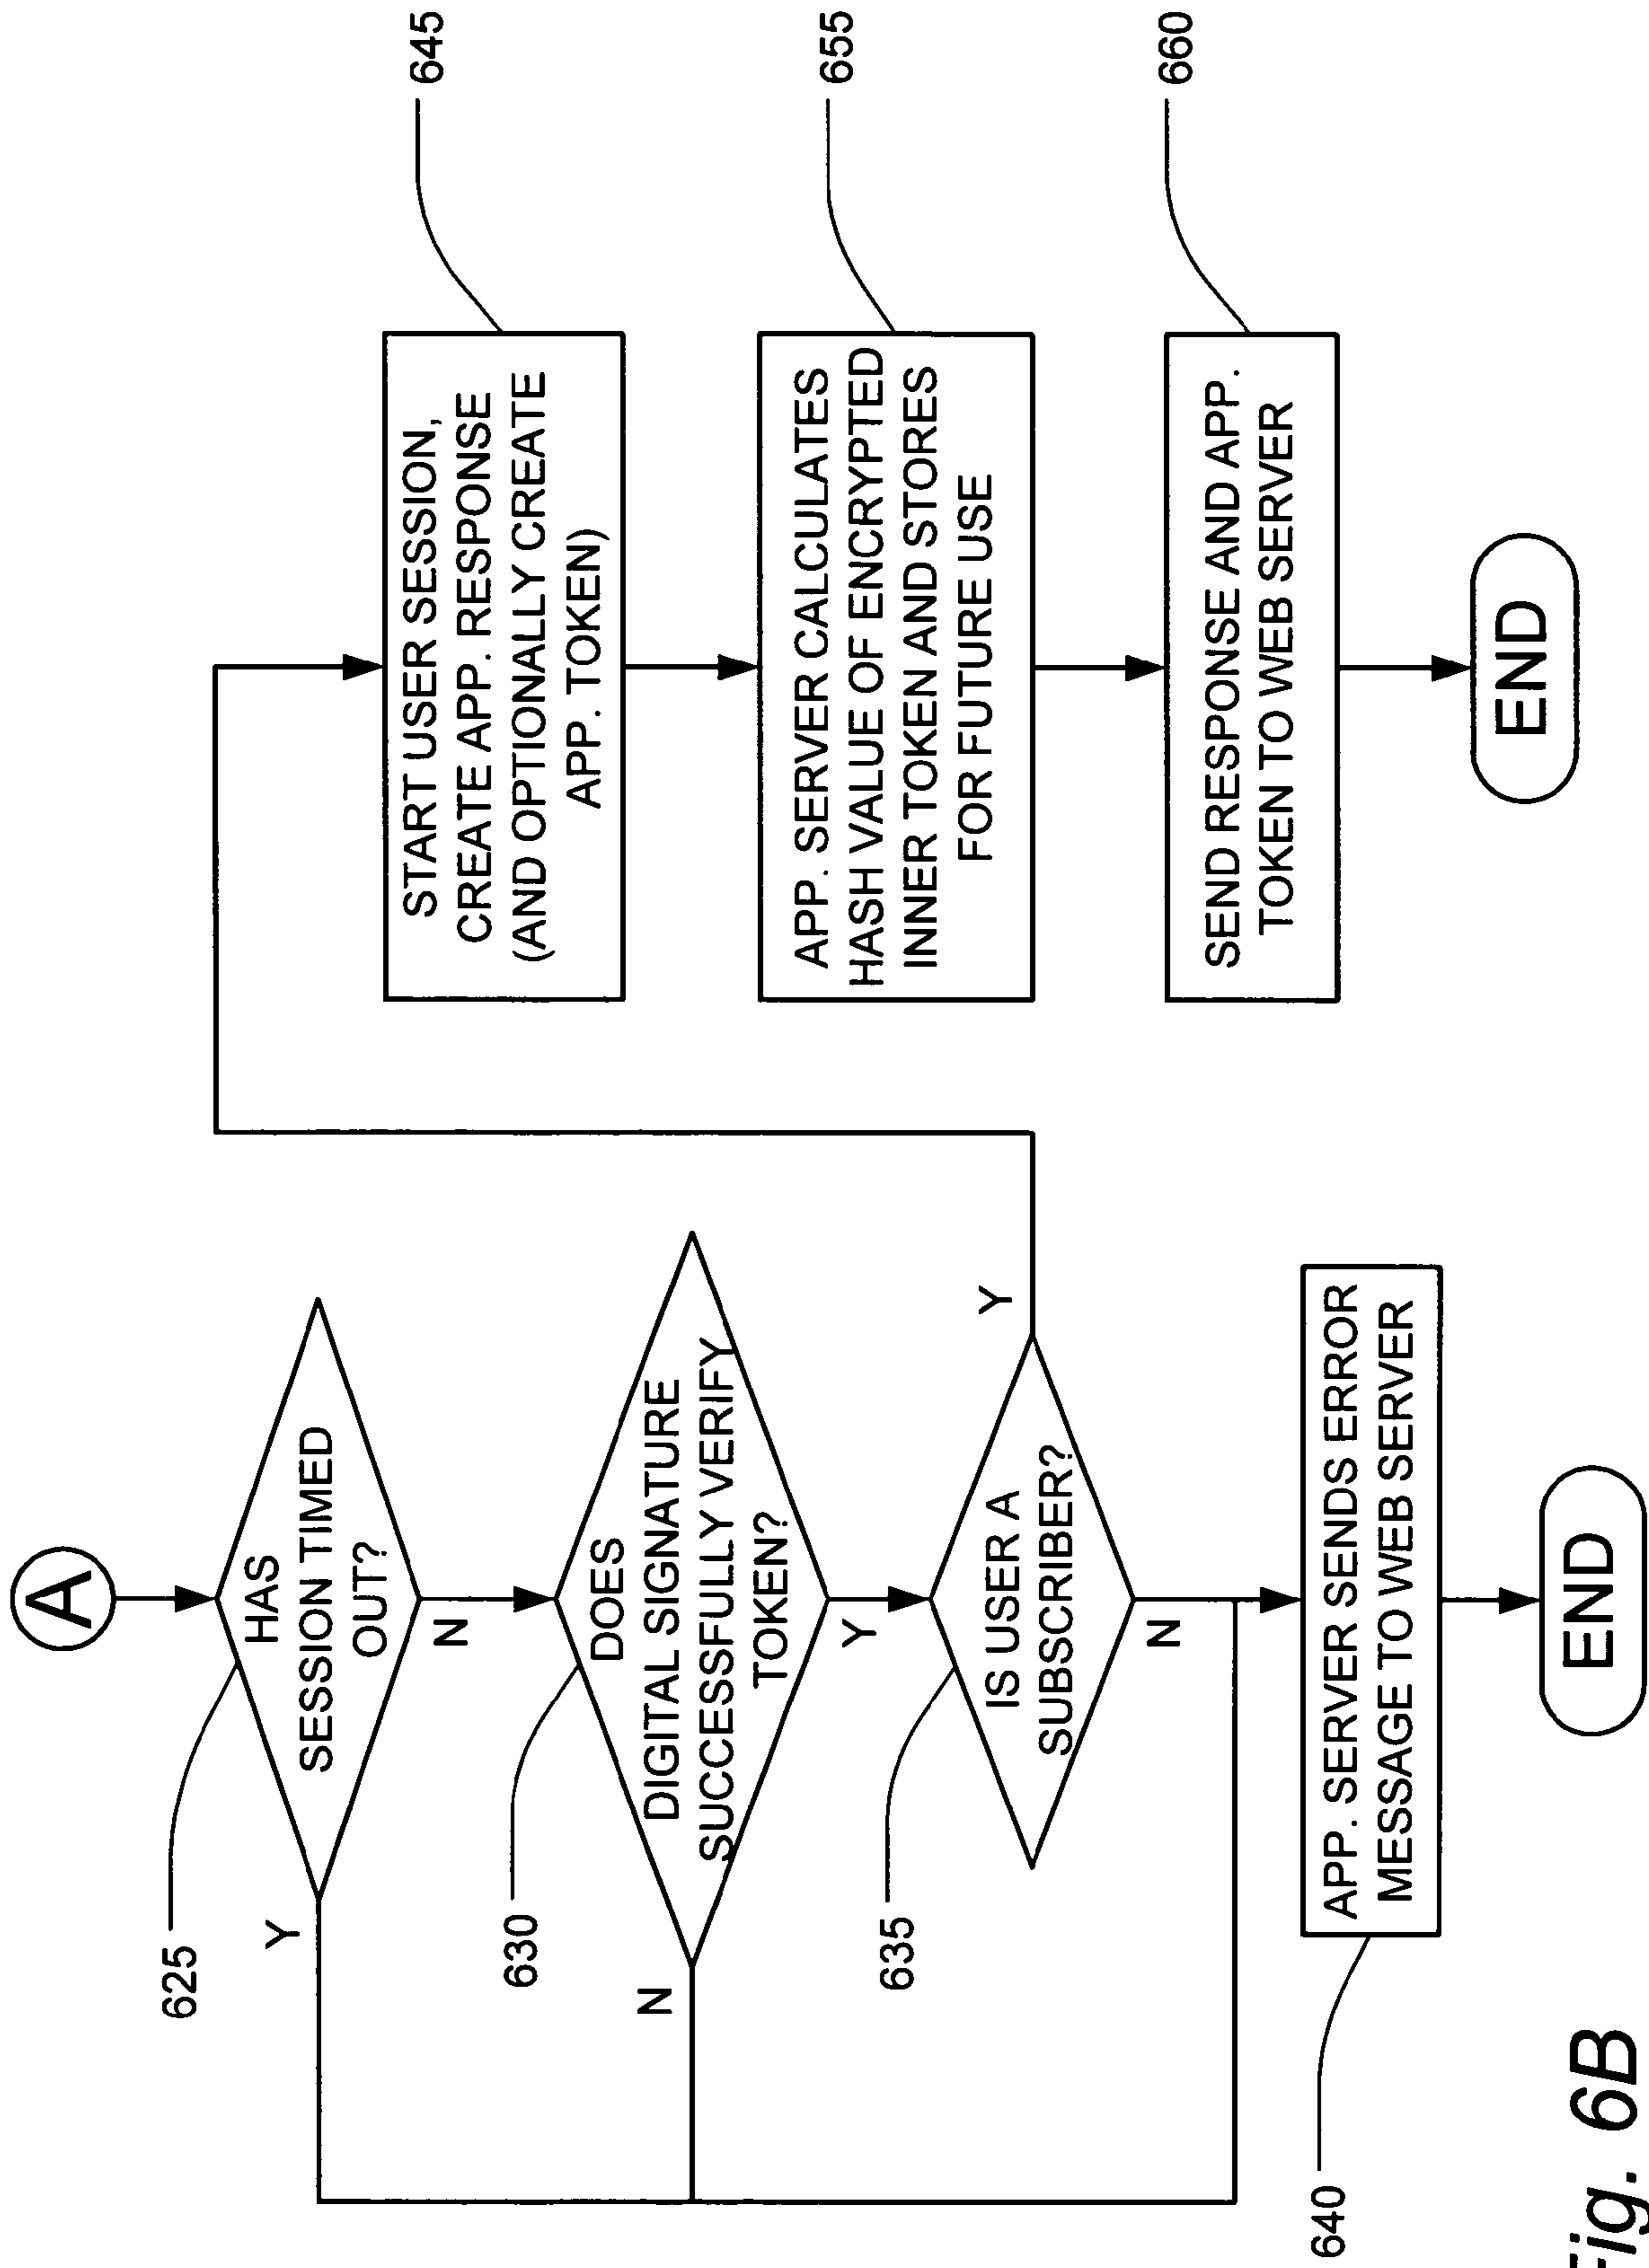 A
HAS
SESSION TIMED
OUT?
625
Y
N
DOES
DIGITAL SIGNATURE
SUCCESSFULLY VERIFY
TOKEN?
630
N
Y
IS USER A
SUBSCRIBER?
635
Y
N
APP. SERVER SENDS ERROR
MESSAGE TO WEB SERVER
640
END
START USER SESSION,
CREATE APP. RESPONSE
(AND OPTIONALLY CREATE
APP. TOKEN)
645
APP. SERVER CALCULATES
HASH VALUE OF ENCRYPTED
INNER TOKEN AND STORES
FOR FUTURE USE
655
SEND RESPONSE AND APP.
TOKEN TO WEB SERVER
660
END
Fig. 6B